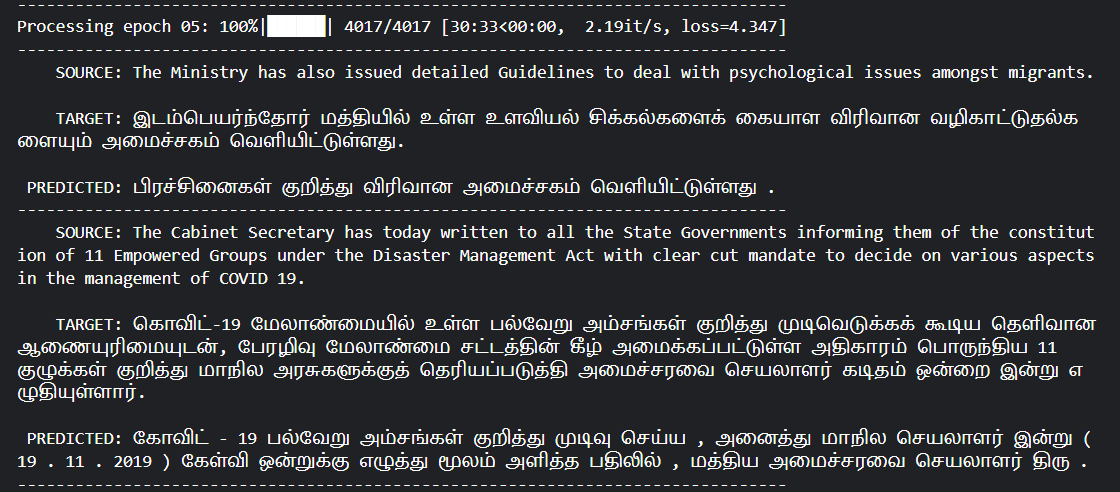 --------------------------------------------------------------------------------
Processing epoch 05: 100%|██████| 4017/4017 [30:33<00:00,  2.19it/s, loss=4.347]
--------------------------------------------------------------------------------
SOURCE: The Ministry has also issued detailed Guidelines to deal with psychological issues amongst migrants.
TARGET: இடம்பெயர்ந்தோர் மத்தியில் உள்ள உளவியல் சிக்கல்களைக் கையாள விரிவான வழிகாட்டுதல்க
ளையும் அமைச்சகம் வெளியிட்டுள்ளது.
PREDICTED: பிரச்சினைகள் குறித்து விரிவான அமைச்சகம் வெளியிட்டுள்ளது .
--------------------------------------------------------------------------------
SOURCE: The Cabinet Secretary has today written to all the State Governments informing them of the constitut
ion of 11 Empowered Groups under the Disaster Management Act with clear cut mandate to decide on various aspects
in the management of COVID 19.
TARGET: கொவிட்-19 மேலாண்மையில் உள்ள பல்வேறு அம்சங்கள் குறித்து முடிவெடுக்கக் கூடிய தெளிவான
ஆணையுரிமையுடன், பேரழிவு மேலாண்மை சட்டத்தின் கீழ் அமைக்கப்பட்டுள்ள அதிகாரம் பொருந்திய 11
குழுக்கள் குறித்து மாநில அரசுகளுக்குத் தெரியப்படுத்தி அமைச்சரவை செயலாளர் கடிதம் ஒன்றை இன்று எ
ழுதியுள்ளார்.
PREDICTED: கோவிட் - 19 பல்வேறு அம்சங்கள் குறித்து முடிவு செய்ய , அனைத்து மாநில செயலாளர் இன்று (
19 . 11 . 2019 ) கேள்வி ஒன்றுக்கு எழுத்து மூலம் அளித்த பதிலில் , மத்திய அமைச்சரவை செயலாளர் திரு .
--------------------------------------------------------------------------------